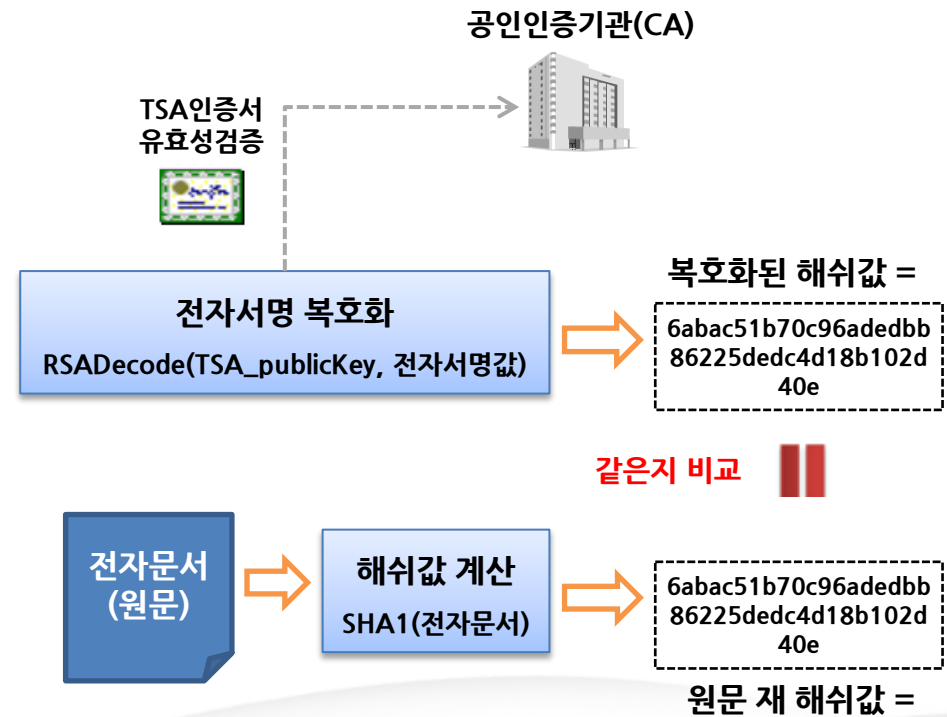 공인인증기관(CA)
TSA인증서
유효성검증
복호화된 해쉬값 =
전자서명 복호화
RSADecode(TSA_publicKey, 전자서명값)
6abac51b70c96adedbb
86225dedc4d18b102d
40e
같은지 비교
전자문서
(원문)
해쉬값 계산
SHA1(전자문서)
6abac51b70c96adedbb
86225dedc4d18b102d
40e
원문 재 해쉬값 =